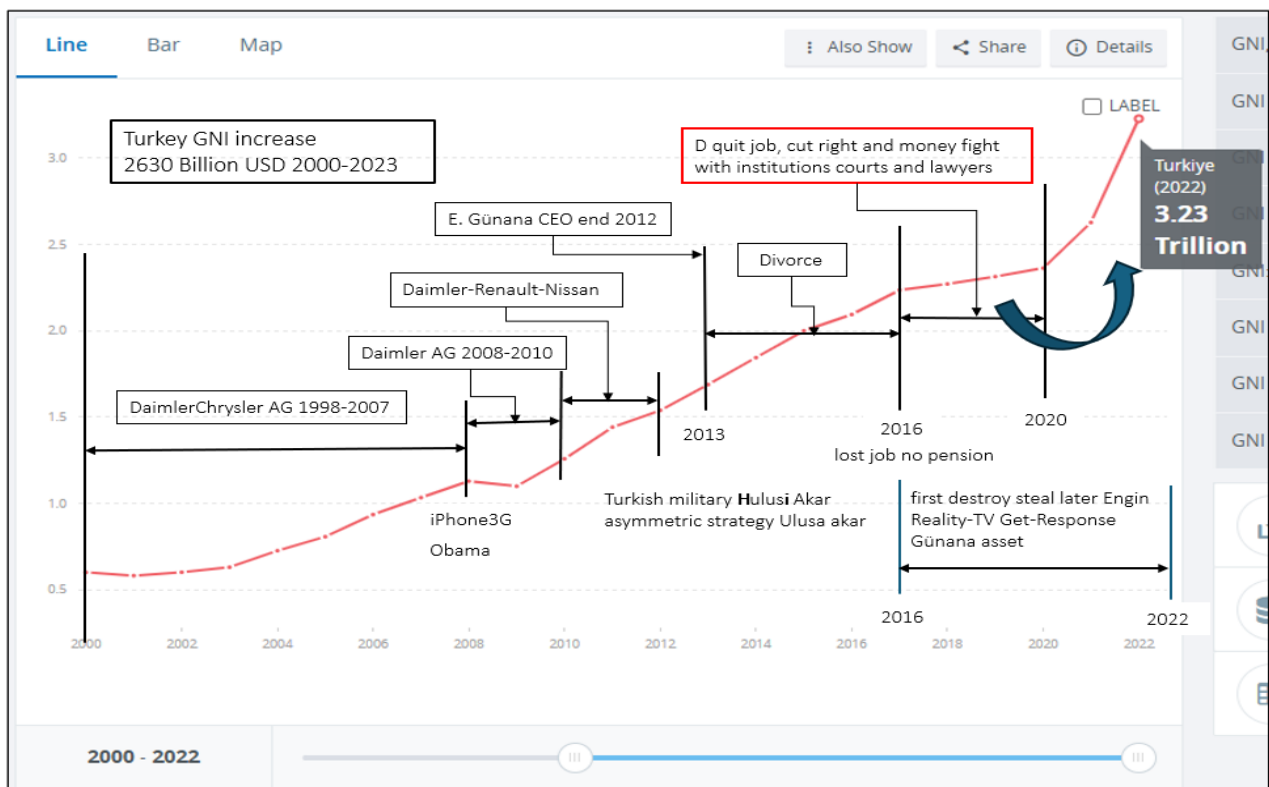 Line
Bar
Map
Also Show
Share
Details
GNI,
LABEL
GNI
Turkey GNI increase
2630 Billion USD 2000-2023
D quit job, cut right and money fight
with institutions courts and lawyers
3.0
Turkiye
(2022)
3.23
Trillion
GNI
GNI
E. Günana CEO end 2012
2.5
Divorce
GNI:
Daimler-Renault-Nissan
2.0
GNI
Daimler AG 2008-2010
GNI
DaimlerChrysler AG 1998-2007
1.5
2013
2016
2020
GNI
lost job no pension
1.0
iPhone3G
Obama
Turkish military Hulusi Akar
asymmetric strategy Ulusa akar
first destroy steal later Engin
Reality-TV Get-Response
Günana asset
0.5
2016
2022
2000
2002
2004
2006
2008
2010
2012
2014
2016
2018
2020
2022
2000 - 2022